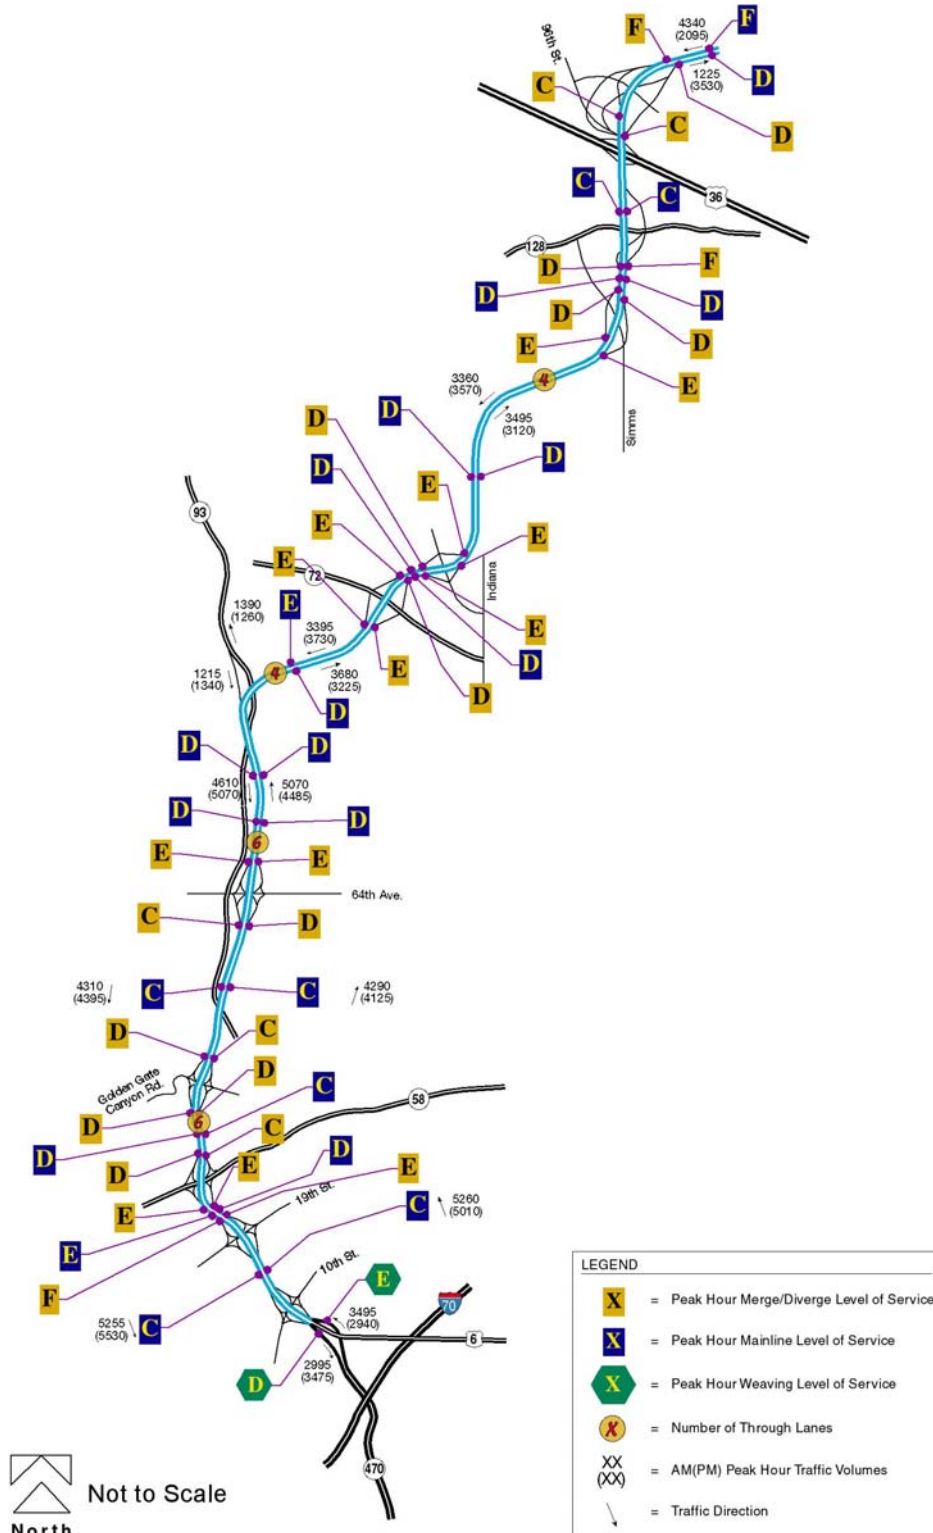 F
4340
(2095)
F
96th St.
1225
(3530)
D
C
C
D
C
C
36
128
D
F
D
D
D
D
E
E
4
3360
(3570)
3495
(3120)
Simms
D
D
D
D
E
93
E
E
E
72
Indiana
1390
(1260)
E
3395
(3730)
E
D
1215
(1340)
4
3680
(3225)
E
D
D
D
D
4610
(5070)
5070
(4485)
D
D
6
E
E
64th Ave.
C
D
4310
(4395)
C
C
4290
(4125)
D
C
Golden Gate
Canyon Rd.
D
C
58
D
6
C
D
D
D
E
E
19th St.
E
C
5260
(5010)
E
10th St.
E
F
70
5255
(5530)
C
3495
(2940)
6
2995
(3475)
D
470
LEGEND
X = Peak Hour Merge/Diverge Level of Service
X = Peak Hour Mainline Level of Service
X = Peak Hour Weaving Level of Service
X = Number of Through Lanes
XX
(XX) = AM(PM) Peak Hour Traffic Volumes
= Traffic Direction
Not to Scale
North